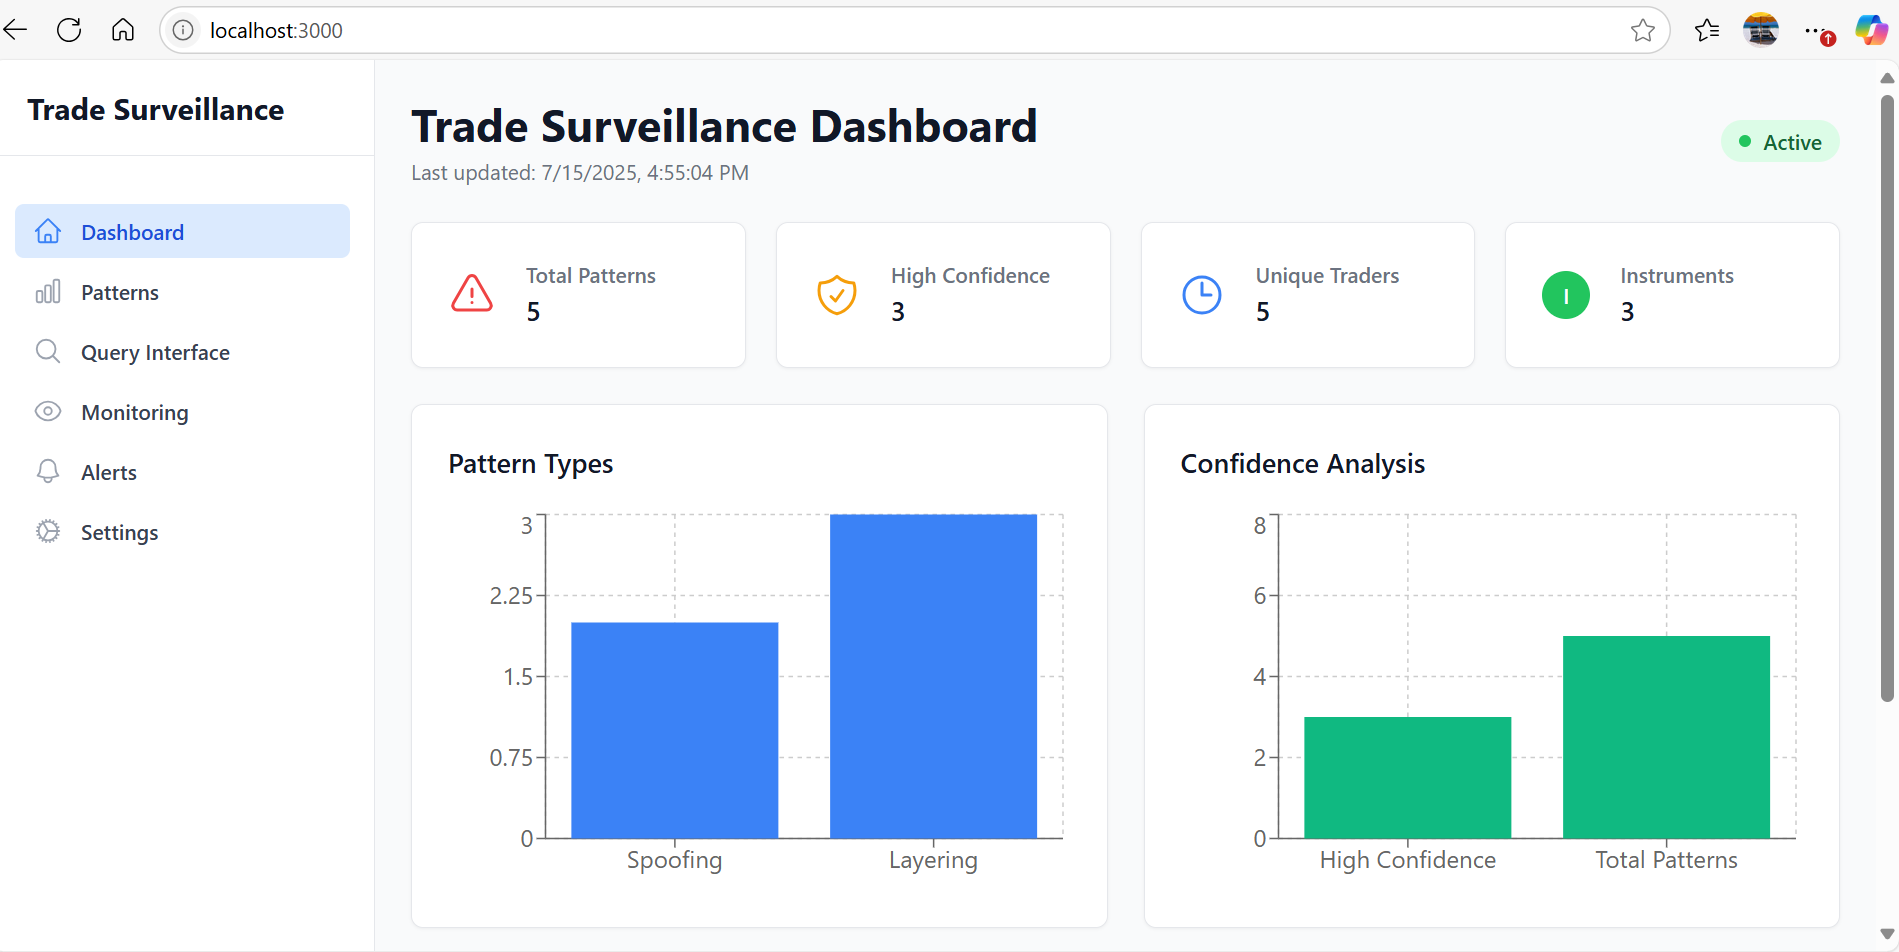 localhost:3000
Trade Surveillance
Dashboard
Patterns
Query Interface
Monitoring
Alerts
Settings
Trade Surveillance Dashboard
Last updated: 7/15/2025, 4:55:04 PM
Active
Total Patterns
5
High Confidence
3
Unique Traders
5
I
Instruments
3
Pattern Types
3
2.25
1.5
0.75
0
Spoofing Layering
Confidence Analysis
8
6
4
2
0
High Confidence Total Patterns